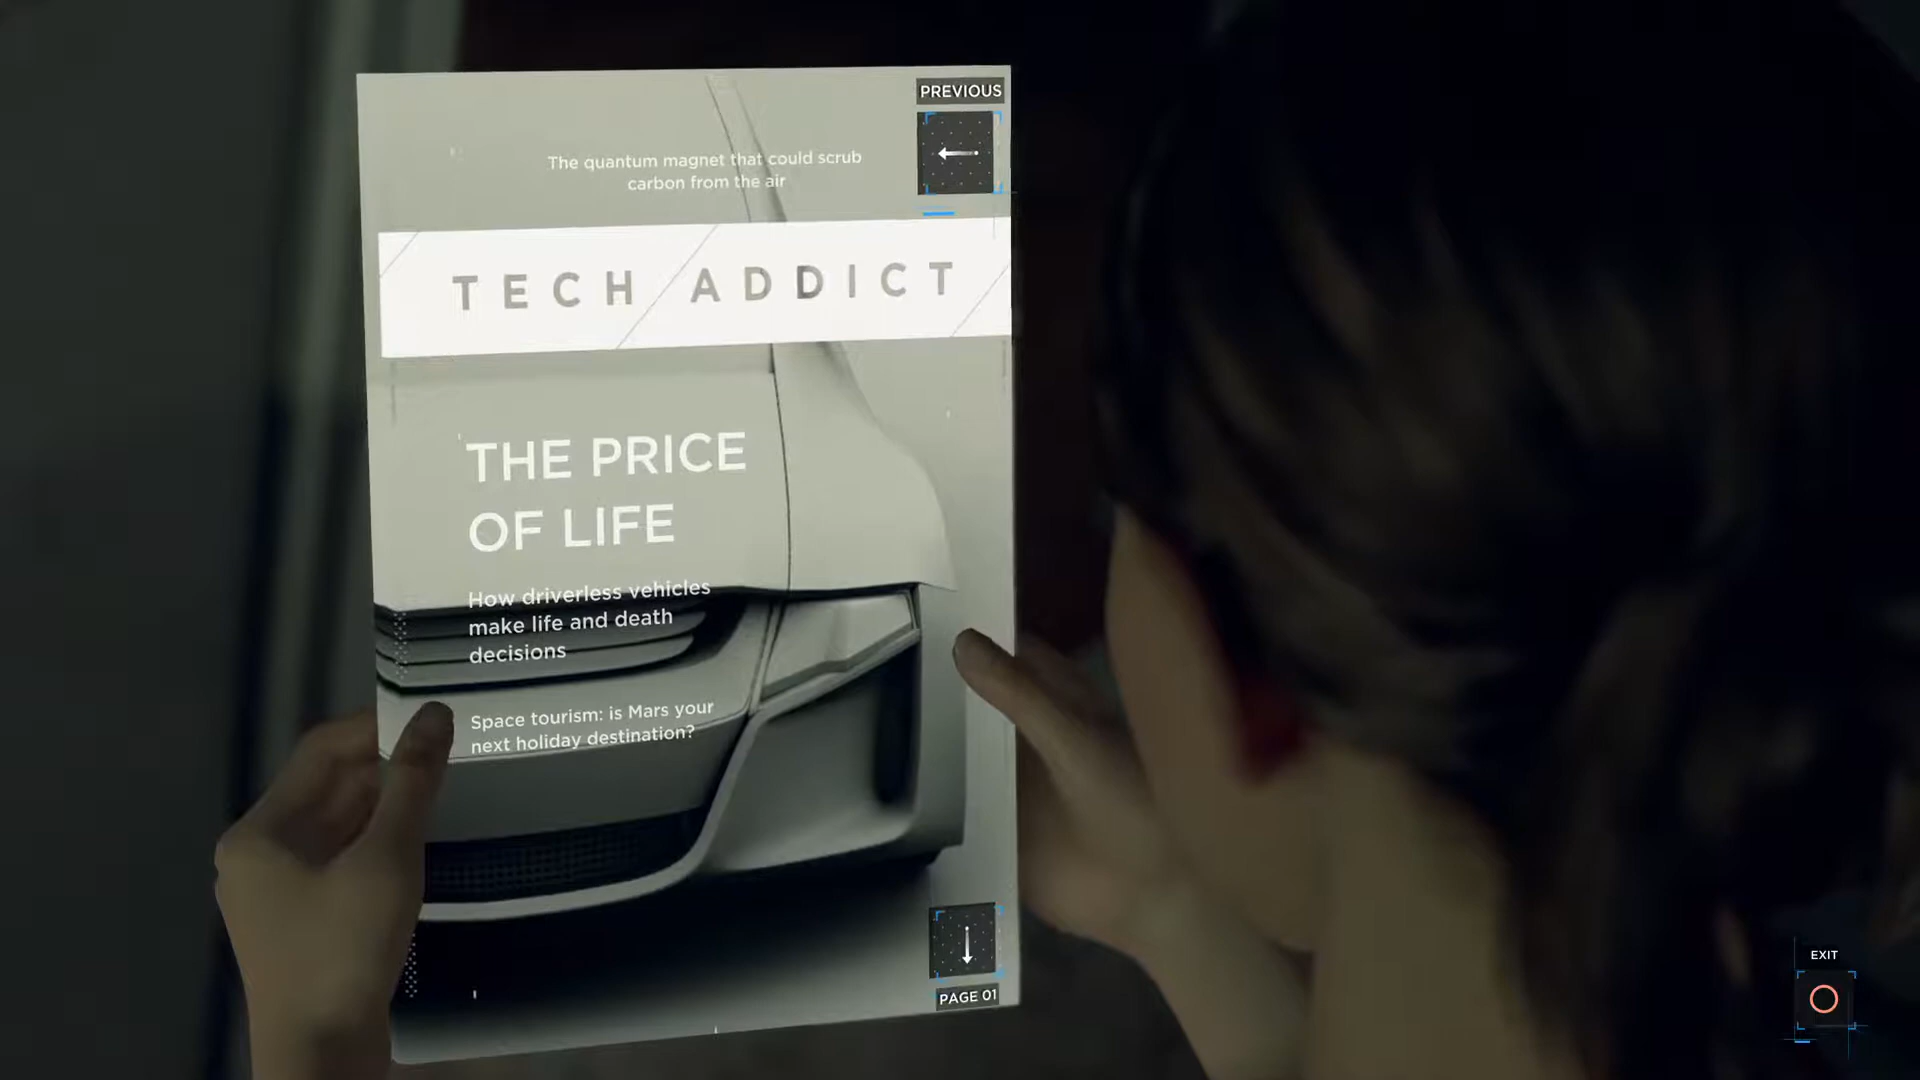 PREVIOUS
The quantum magnet that could scrub
carbon from the air
TECH ADDICT
THE PRICE
OF LIFE
How driverless vehicles
make life and death
decisions
Space tourism: is Mars your
next holiday destination?
PAGE 01
EXIT